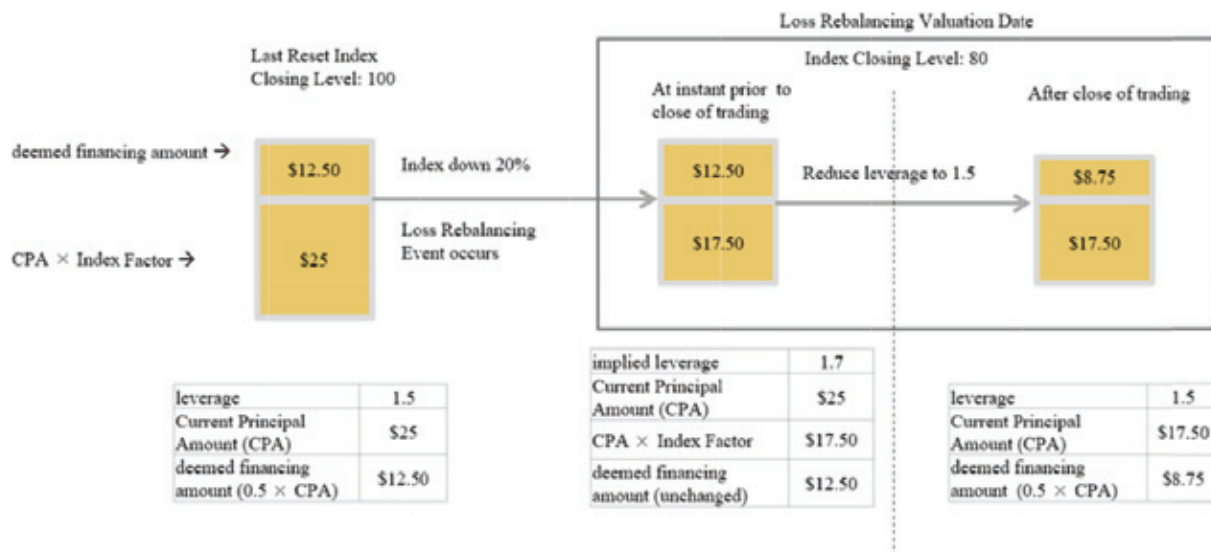 Loss Rebalancing Valuation Date
Last Reset Index
Closing Level: 100
Index Closing Level: 80
At instant prior to
close of trading
After close of trading
deemed financing amount →
$12.50
Index down 20%
$12.50
Reduce leverage to 1.5
$8.75
CPA × Index Factor →
$25
Loss Rebalancing
Event occurs
$17.50
$17.50
leverage 1.5
Current Principal
Amount (CPA) $25
deemed financing
amount (0.5 × CPA) $12.50
implied leverage 1.7
Current Principal
Amount (CPA) $25
CPA × Index Factor $17.50
deemed financing
amount (unchanged) $12.50
leverage 1.5
Current Principal
Amount (CPA) $17.50
deemed financing
amount (0.5 × CPA) $8.75